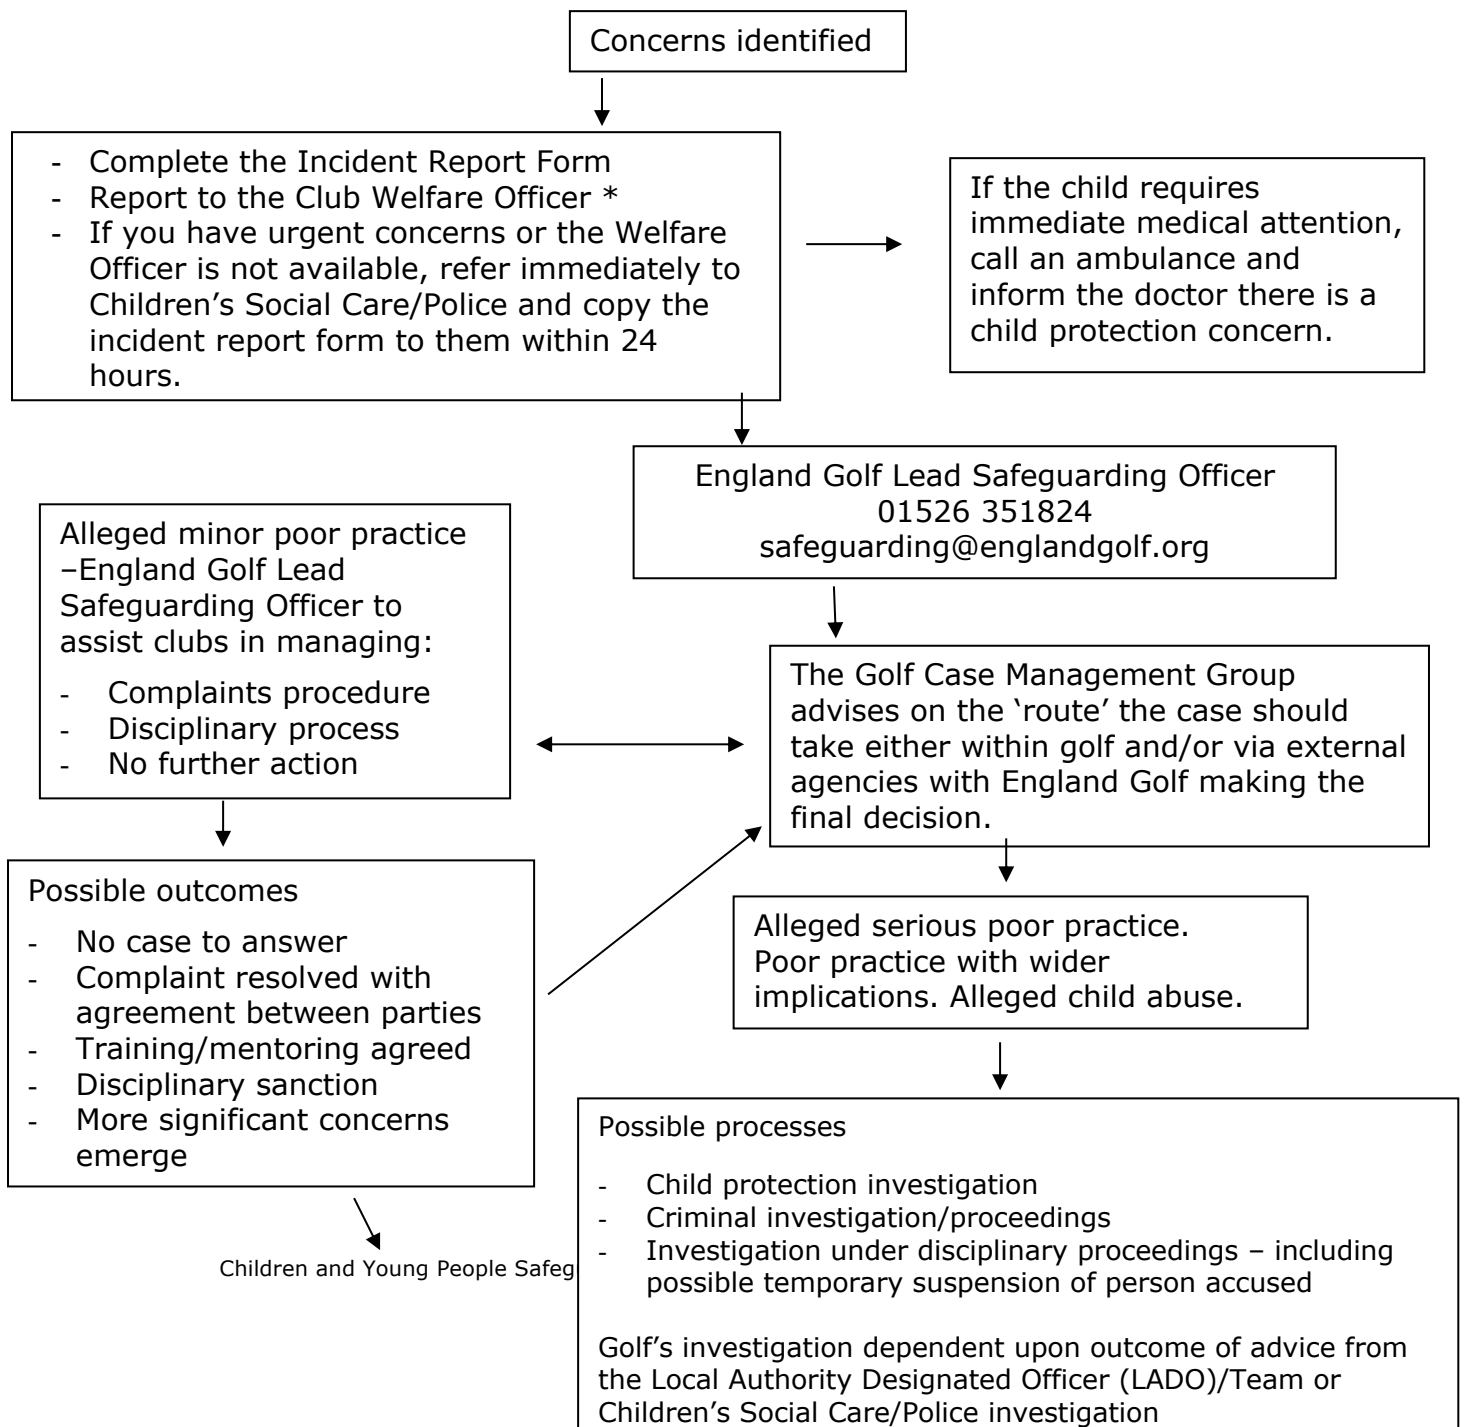 Concerns identified
- Complete the Incident Report Form
- Report to the Club Welfare Officer *
- If you have urgent concerns or the Welfare
Officer is not available, refer immediately to
Children’s Social Care/Police and copy the
incident report form to them within 24
hours.
If the child requires
immediate medical attention,
call an ambulance and
inform the doctor there is a
child protection concern.
England Golf Lead Safeguarding Officer
01526 351824
safeguarding@englandgolf.org
Alleged minor poor practice
–England Golf Lead
Safeguarding Officer to
assist clubs in managing:
- Complaints procedure
- Disciplinary process
- No further action
The Golf Case Management Group
advises on the ‘route’ the case should
take either within golf and/or via external
agencies with England Golf making the
final decision.
Possible outcomes
- No case to answer
- Complaint resolved with
agreement between parties
- Training/mentoring agreed
- Disciplinary sanction
- More significant concerns
emerge
Alleged serious poor practice.
Poor practice with wider
implications. Alleged child abuse.
Possible processes
- Child protection investigation
- Criminal investigation/proceedings
- Investigation under disciplinary proceedings – including
possible temporary suspension of person accused
Golf’s investigation dependent upon outcome of advice from
the Local Authority Designated Officer (LADO)/Team or
Children’s Social Care/Police investigation
Children and Young People Safeg